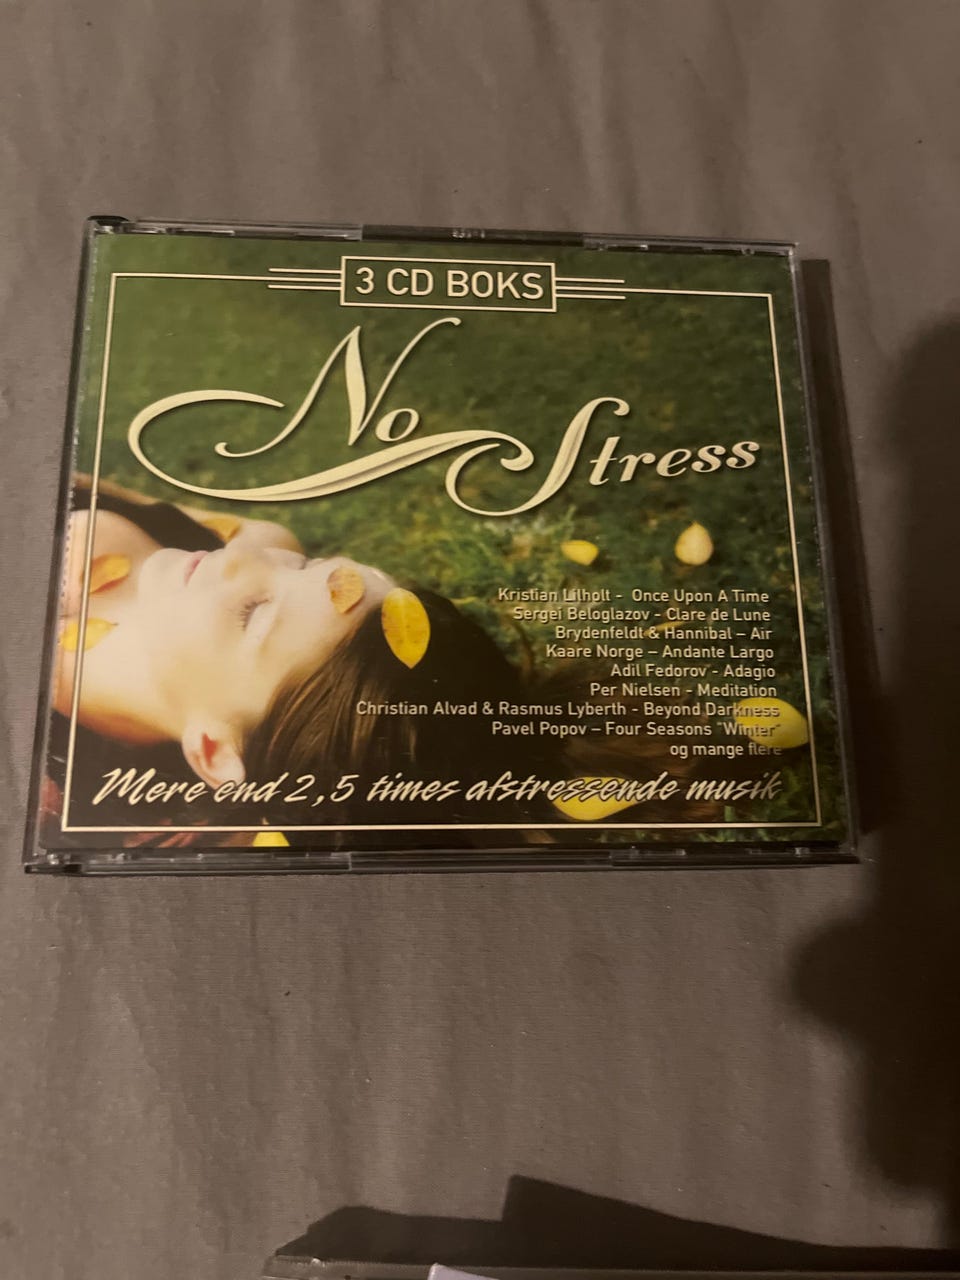 3 CD BOKS
No Stress
Kristian Lilholt - Once Upon A Time
Sergei Beloglazov - Clare de Lune
Brydenfeldt & Hannibal – Air
Kaare Norge – Andante Largo
Adil Fedorov - Adagio
Per Nielsen - Meditation
Christian Alvad & Rasmus Lyberth - Beyond Darkness
Pavel Popov – Four Seasons "Winter"
og mange flere
Mere end 2,5 times afstressende musik